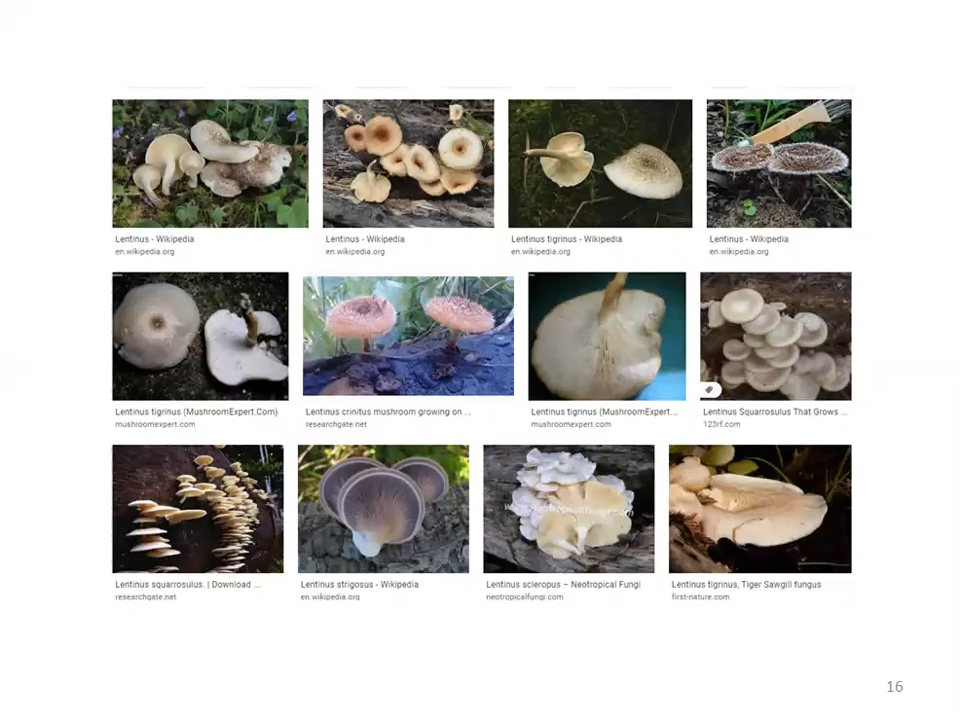 Lentinus - Wikipedia
en.wikipedia.org
Lentinus - Wikipedia
en.wikipedia.org
Lentinus tigrinus - Wikipedia
en.wikipedia.org
Lentinus - Wikipedia
en.wikipedia.org
Lentinus tigrinus (MushroomExpert.Com)
mushroomexpert.com
Lentinus crinitus mushroom growing on ...
researchgate.net
Lentinus tigrinus (MushroomExpert...
mushroomexpert.com
Lentinus Squarrosulus That Grows ...
123rf.com
Lentinus squarrosulus. | Download ...
researchgate.net
Lentinus strigosus - Wikipedia
en.wikipedia.org
Lentinus scleropus – Neotropical Fungi
neotropicalfungi.com
Lentinus tigrinus, Tiger Sawgill fungus
first-nature.com
16